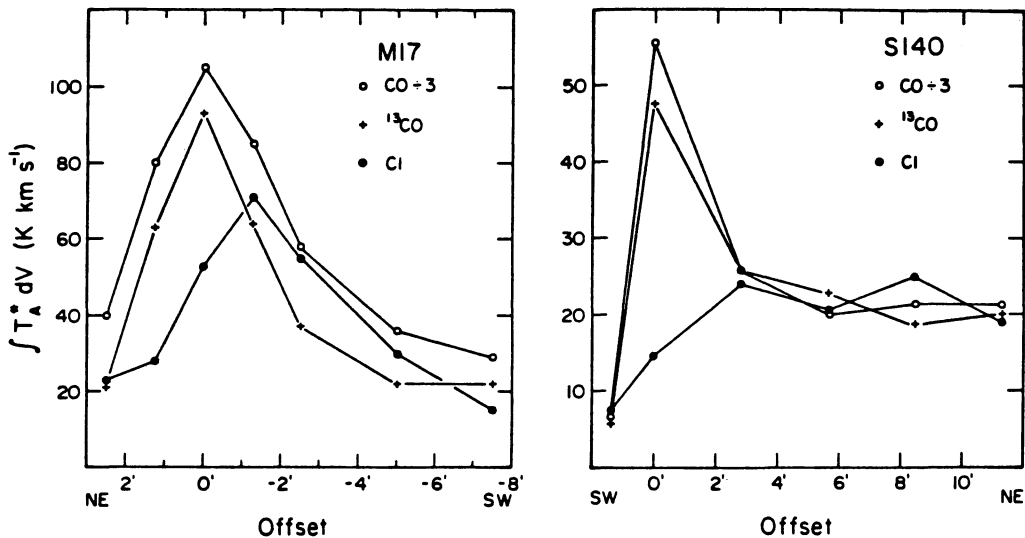 M17
CO÷3
¹³CO
CI
100
80
60
40
20
∫ T*A dV (K km s⁻¹)
2' 0' -2' -4' -6' -8'
NE SW
Offset
S140
CO÷3
¹³CO
CI
50
40
30
20
10
0' 2' 4' 6' 8' 10'
SW NE
Offset